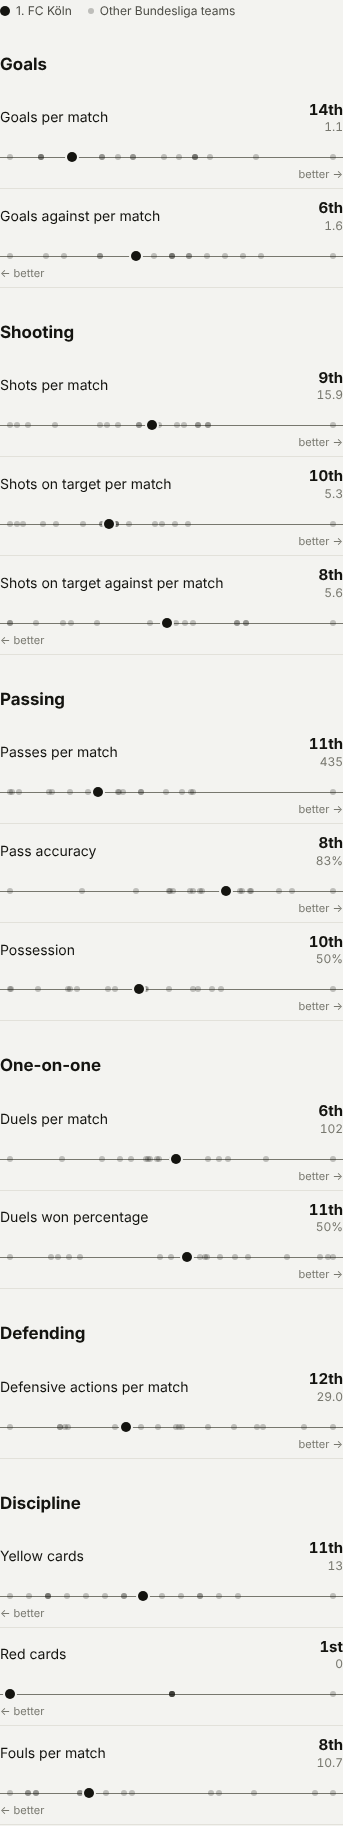 1. FC Köln Other Bundesliga teams
Goals
Goals per match 14th
1.1
better →
Goals against per match 6th
1.6
← better
Shooting
Shots per match 9th
15.9
better →
Shots on target per match 10th
5.3
better →
Shots on target against per match 8th
5.6
← better
Passing
Passes per match 11th
435
better →
Pass accuracy 8th
83%
better →
Possession 10th
50%
better →
One-on-one
Duels per match 6th
102
better →
Duels won percentage 11th
50%
better →
Defending
Defensive actions per match 12th
29.0
better →
Discipline
Yellow cards 11th
13
← better
Red cards 1st
0
← better
Fouls per match 8th
10.7
← better